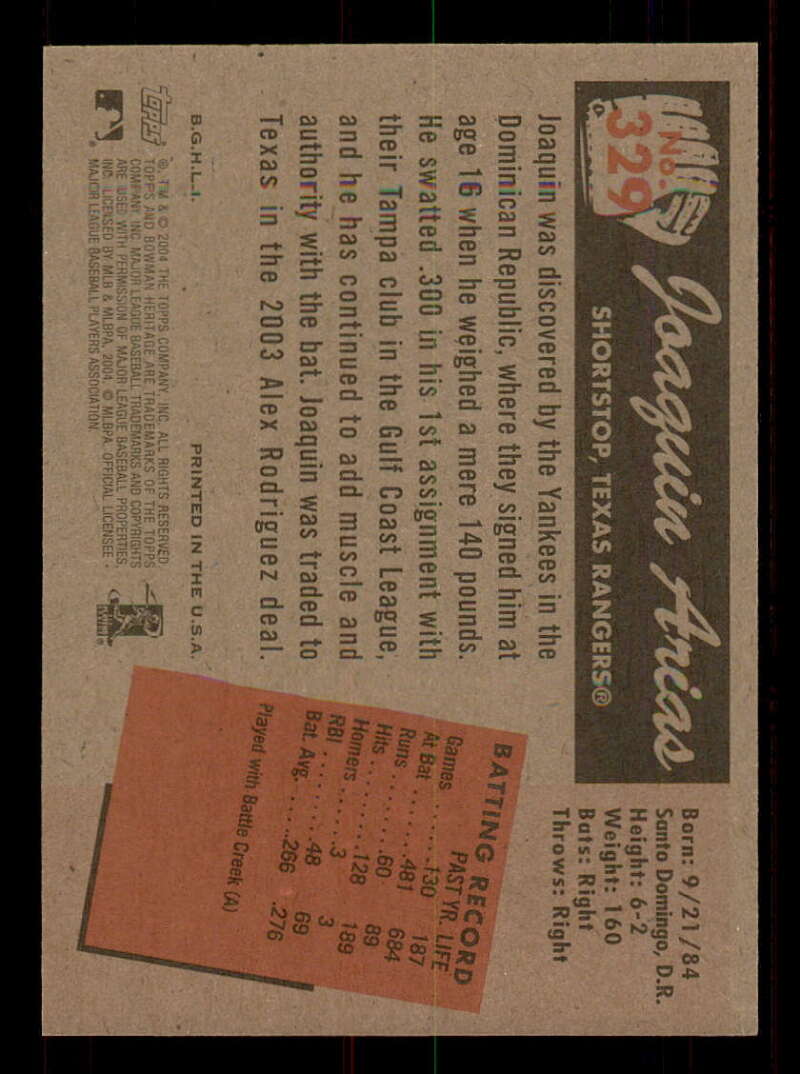 No.
329
Joaquin Arias
SHORTSTOP, TEXAS RANGERS®
Born: 9/21/84
Santo Domingo, D.R.
Height: 6-2
Weight: 160
Bats: Right
Throws: Right
Joaquin was discovered by the Yankees in the
Dominican Republic, where they signed him at
age 16 when he weighed a mere 140 pounds.
He swatted .300 in his 1st assignment with
their Tampa club in the Gulf Coast League,
and he has continued to add muscle and
authority with the bat. Joaquin was traded to
Texas in the 2003 Alex Rodriguez deal.
BATTING RECORD
PAST YR. LIFE
Games ......130 187
At Bat ......481 684
Runs ......60 89
Hits ......128 189
Homers ......3 3
RBI ......48 69
Bat. Avg. ......266 .276
Played with Battle Creek (A)
B.G.H.L.I. PRINTED IN THE U.S.A.
TOPPS
®, TM & © 2004 THE TOPPS COMPANY, INC. ALL RIGHTS RESERVED.
TOPPS AND BOWMAN HERITAGE ARE TRADEMARKS OF THE TOPPS
COMPANY, INC. MAJOR LEAGUE BASEBALL TRADEMARKS AND COPYRIGHTS
ARE USED WITH PERMISSION OF MAJOR LEAGUE BASEBALL PROPERTIES,
INC. LICENSED BY MLB & MLBPA, 2004. © MLBPA. OFFICIAL LICENSEE -
MAJOR LEAGUE BASEBALL PLAYERS ASSOCIATION.